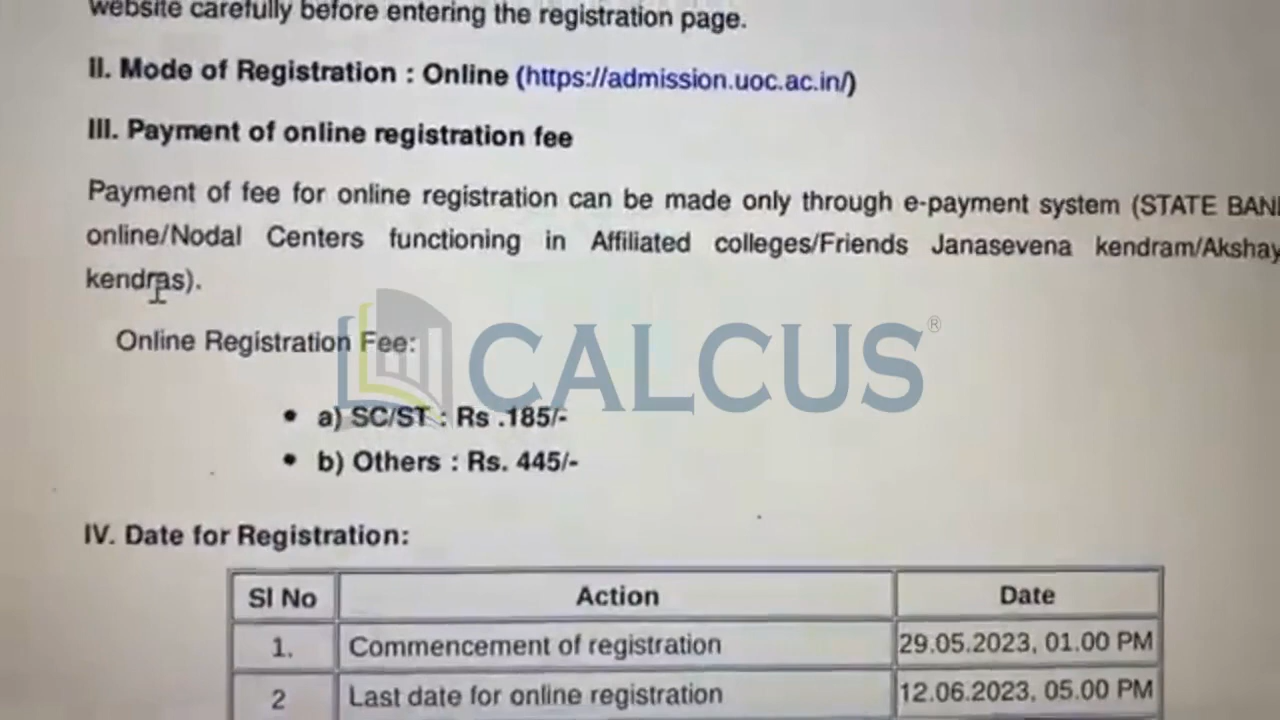 website carefully before entering the registration page.
II. Mode of Registration : Online (https://admission.uoc.ac.in/)
III. Payment of online registration fee
Payment of fee for online registration can be made only through e-payment system (STATE BAN
online/Nodal Centers functioning in Affiliated colleges/Friends Janasevena kendram/Akshay
kendras).
Online Registration Fee:
CALCUS®
• a) SC/ST : Rs .185/-
• b) Others : Rs. 445/-
IV. Date for Registration:
Sl No Action Date
1. Commencement of registration 29.05.2023, 01.00 PM
2 Last date for online registration 12.06.2023, 05.00 PM